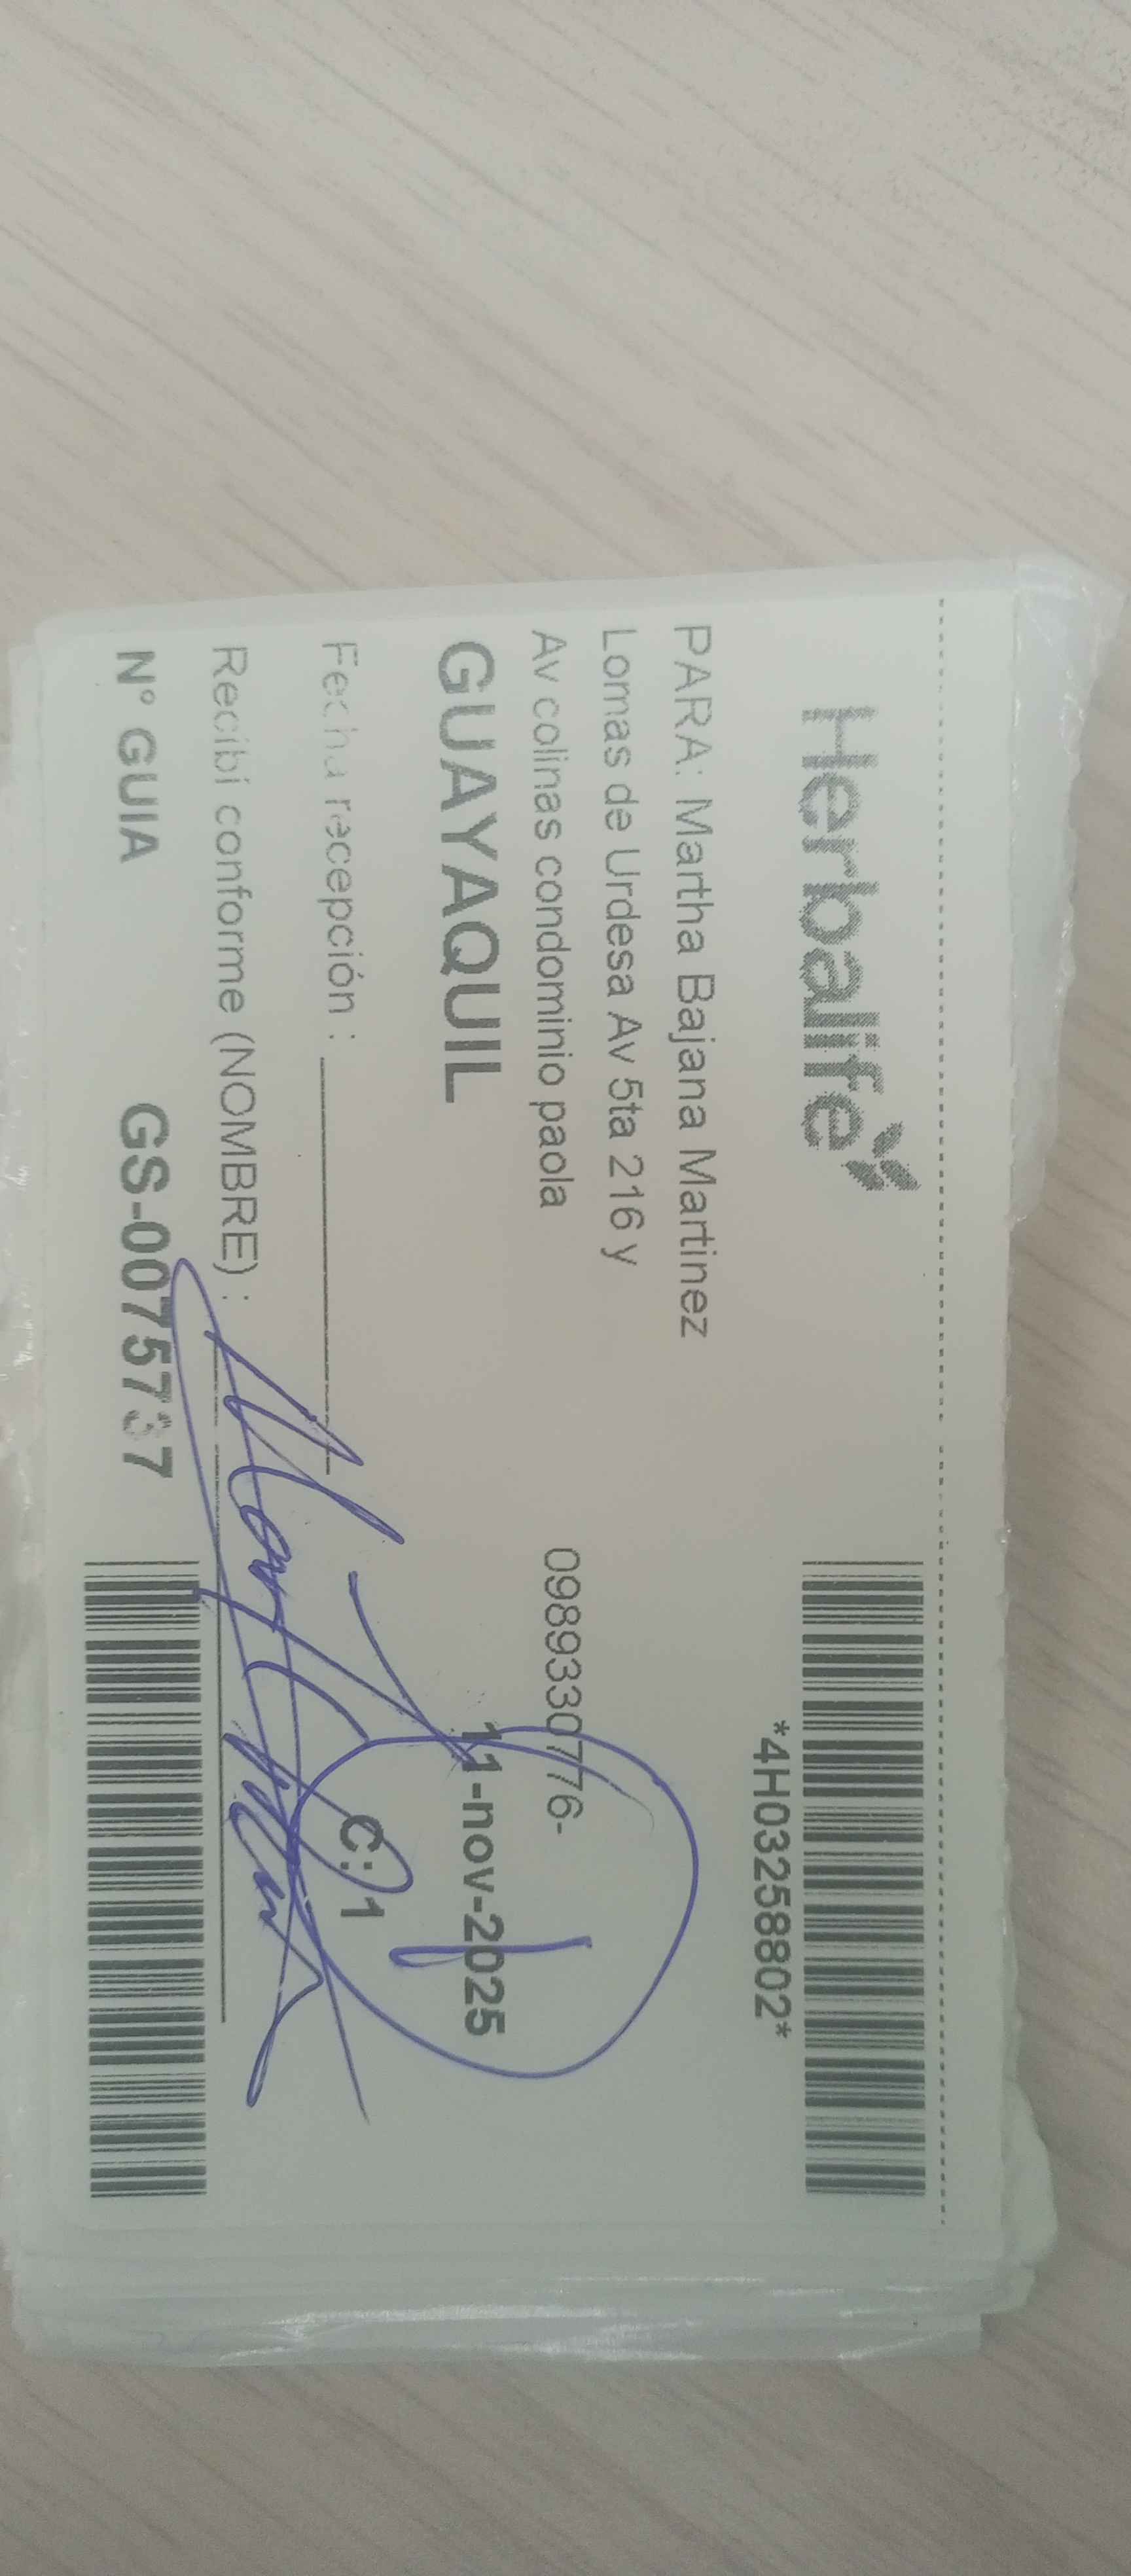 Herbalife
*4H03258802*
PARA: Martha Bajana Martinez
Lomas de Urdesa Av 5ta 216 y
Av colinas condominio paola
0989330776-
GUAYAQUIL
11-nov-2025
Fecha recepción :
C: 1
Recibí conforme (NOMBRE) :
N° GUIA GS-0075737